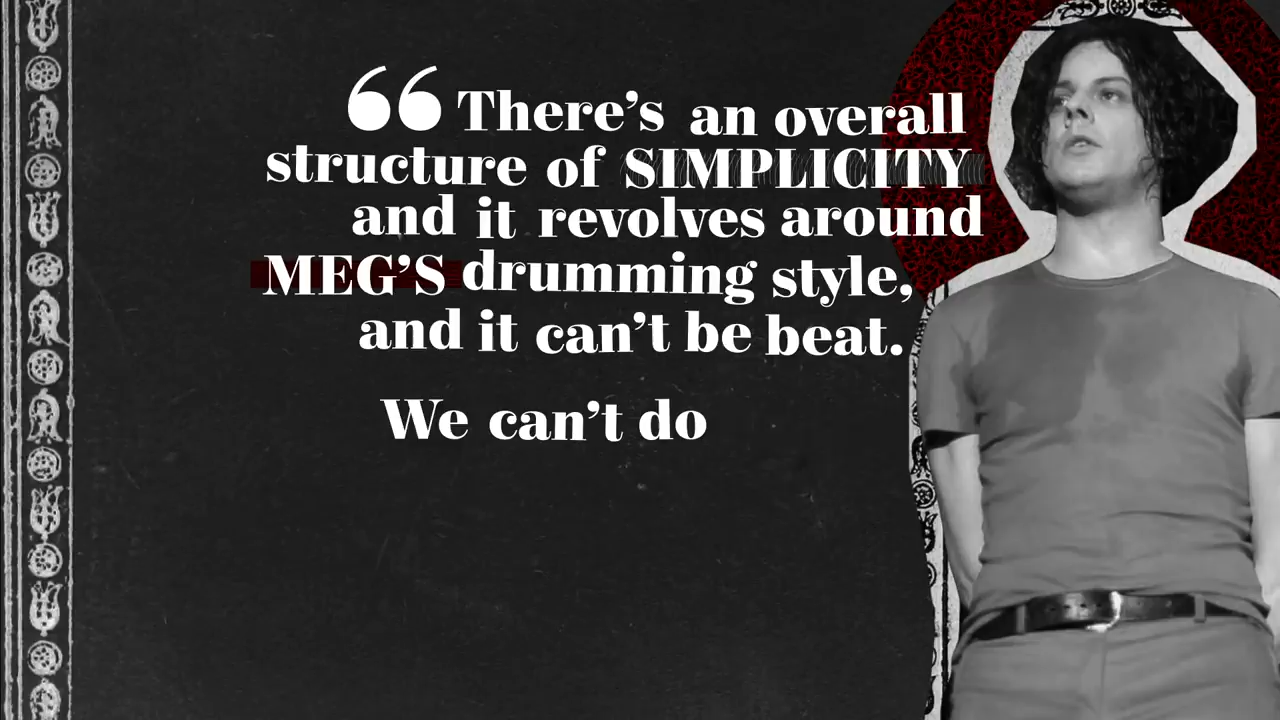 “There’s an overall
structure of SIMPLICITY
and it revolves around
MEG’S drumming style,
and it can’t be beat.
We can’t do